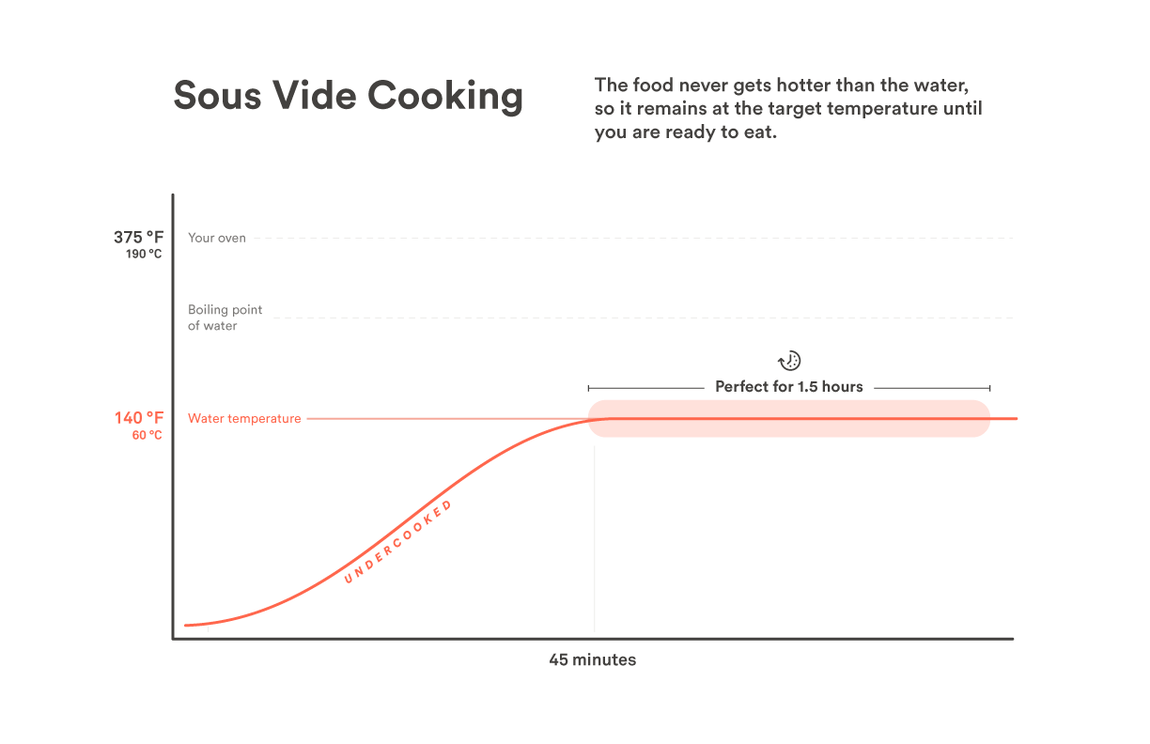 Sous Vide Cooking
The food never gets hotter than the water,
so it remains at the target temperature until
you are ready to eat.
375 °F
190 °C
Your oven
Boiling point
of water
Perfect for 1.5 hours
140 °F
60 °C
Water temperature
UNDERCOOKED
45 minutes